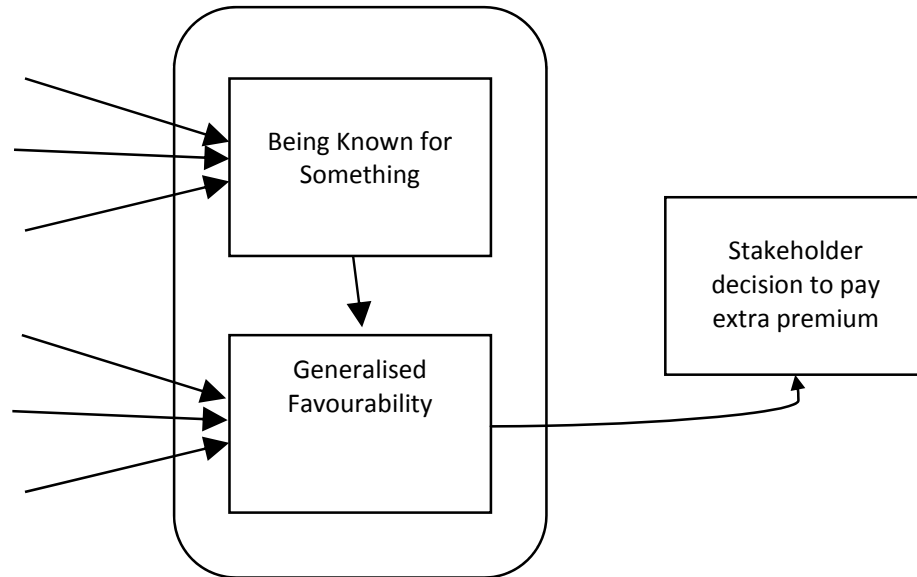 Being Known for
Something
Stakeholder
decision to pay
extra premium
Generalised
Favourability